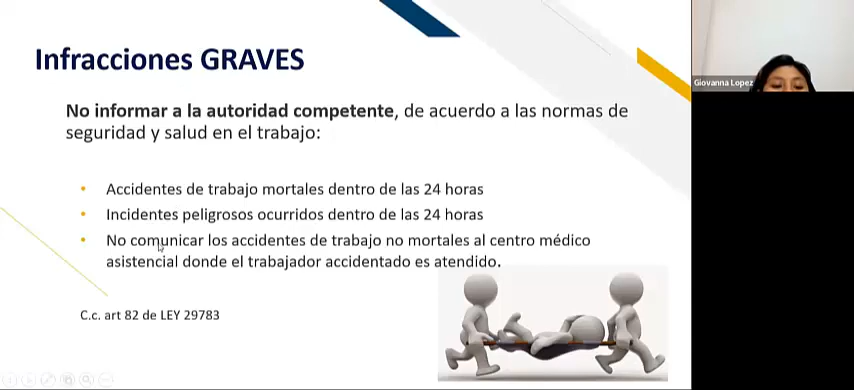 Infracciones GRAVES
Giovanna Lopez
No informar a la autoridad competente, de acuerdo a las normas de
seguridad y salud en el trabajo:
• Accidentes de trabajo mortales dentro de las 24 horas
• Incidentes peligrosos ocurridos dentro de las 24 horas
• No comunicar los accidentes de trabajo no mortales al centro médico
asistencial donde el trabajador accidentado es atendido.
C.c. art 82 de LEY 29783